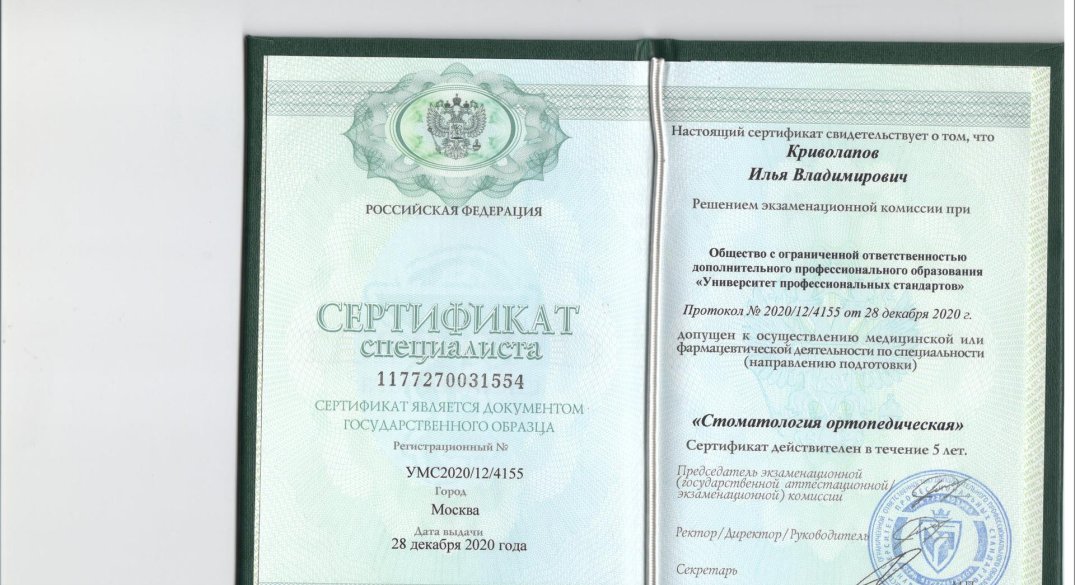 РОССИЙСКАЯ ФЕДЕРАЦИЯ
СЕРТИФИКАТ
специалиста
1177270031554
СЕРТИФИКАТ ЯВЛЯЕТСЯ ДОКУМЕНТОМ
ГОСУДАРСТВЕННОГО ОБРАЗЦА
Регистрационный №
УМС2020/12/4155
Город
Москва
Дата выдачи
28 декабря 2020 года
Настоящий сертификат свидетельствует о том, что
Криволапов
Илья Владимирович
Решением экзаменационной комиссии при
Общество с ограниченной ответственностью
дополнительного профессионального образования
«Университет профессиональных стандартов»
Протокол № 2020/12/4155 от 28 декабря 2020 г.
допущен к осуществлению медицинской или
фармацевтической деятельности по специальности
(направлению подготовки)
«Стоматология ортопедическая»
Сертификат действителен в течение 5 лет.
Председатель экзаменационной
(государственной аттестационной/
экзаменационной) комиссии
Ректор/Директор/Руководитель
Секретарь